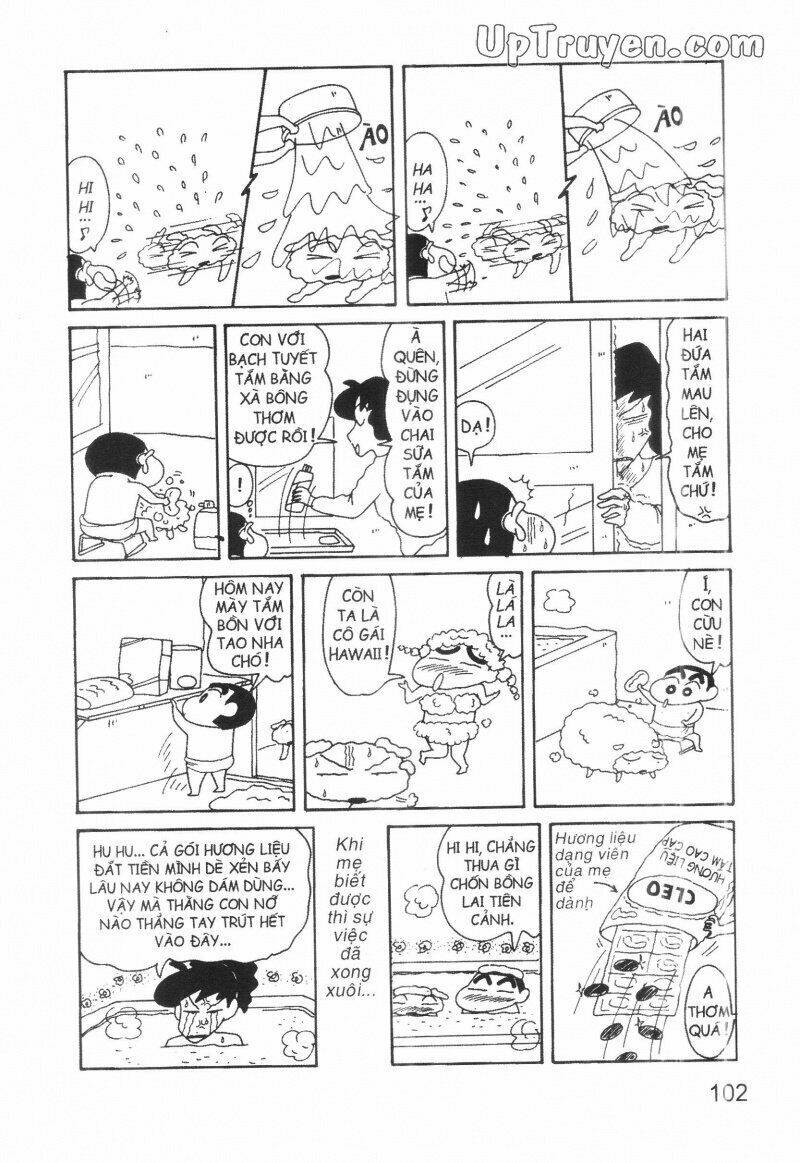 UpTruyen.com
ÀO
HA
HA
...
ÀO
HI
HI
...
HAI
ĐỨA
TẮM
MAU
LÊN,
CHO
MẸ
TẮM
CHỨ!
DẠ!
À
QUÊN,
ĐỪNG
ĐỤNG
VÀO
CHAI
SỮA
TẮM
CỦA
MẸ!
CON VỚI
BẠCH TUYẾT
TẮM BẰNG
XÀ BÔNG
THƠM
ĐƯỢC RỒI!
!
Í,
CON
CỪU
NÈ!
LÀ
LÁ
LA
...
CÒN
TA LÀ
CÔ GÁI
HAWAII!
HÔM NAY
MÀY TẮM
BỒN VỚI
TAO NHA
CHÓ!
Hương liệu
dạng viên
của mẹ
để
dành
HƯƠNG LIỆU
TẮM CAO CẤP
CLEO
A
THƠM
QUÁ!
HI HI, CHẲNG
THUA GÌ
CHỐN BỒNG
LAI TIÊN
CẢNH.
Khi
mẹ
biết
được
thì sự
việc
đã
xong
xuôi...
HU HU... CẢ GÓI HƯƠNG LIỆU
ĐẮT TIỀN MÌNH DÈ XẺN BẤY
LÂU NAY KHÔNG DÁM DÙNG...
VẬY MÀ THẰNG CON NỠ
NÀO THẲNG TAY TRÚT HẾT
VÀO ĐÂY...
102